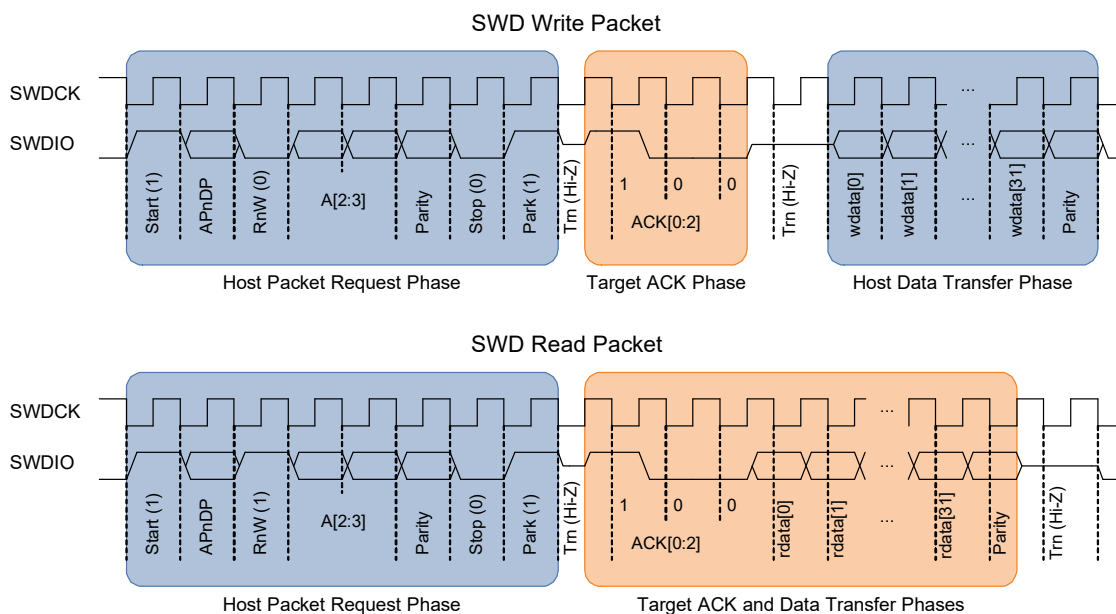 SWD Write Packet
SWDCK
...
SWDIO
...
Start (1)
APnDP
RnW (0)
A[2:3]
Parity
Stop (0)
Park (1)
Trn (Hi-Z)
1
0
0
ACK[0:2]
Trn (Hi-Z)
wdata[0]
wdata[1]
...
wdata[31]
Parity
Host Packet Request Phase
Target ACK Phase
Host Data Transfer Phase
SWD Read Packet
SWDCK
...
SWDIO
...
Start (1)
APnDP
RnW (1)
A[2:3]
Parity
Stop (0)
Park (1)
Trn (Hi-Z)
1
0
0
ACK[0:2]
rdata[0]
rdata[1]
...
rdata[31]
Parity
Trn (Hi-Z)
Host Packet Request Phase
Target ACK and Data Transfer Phases